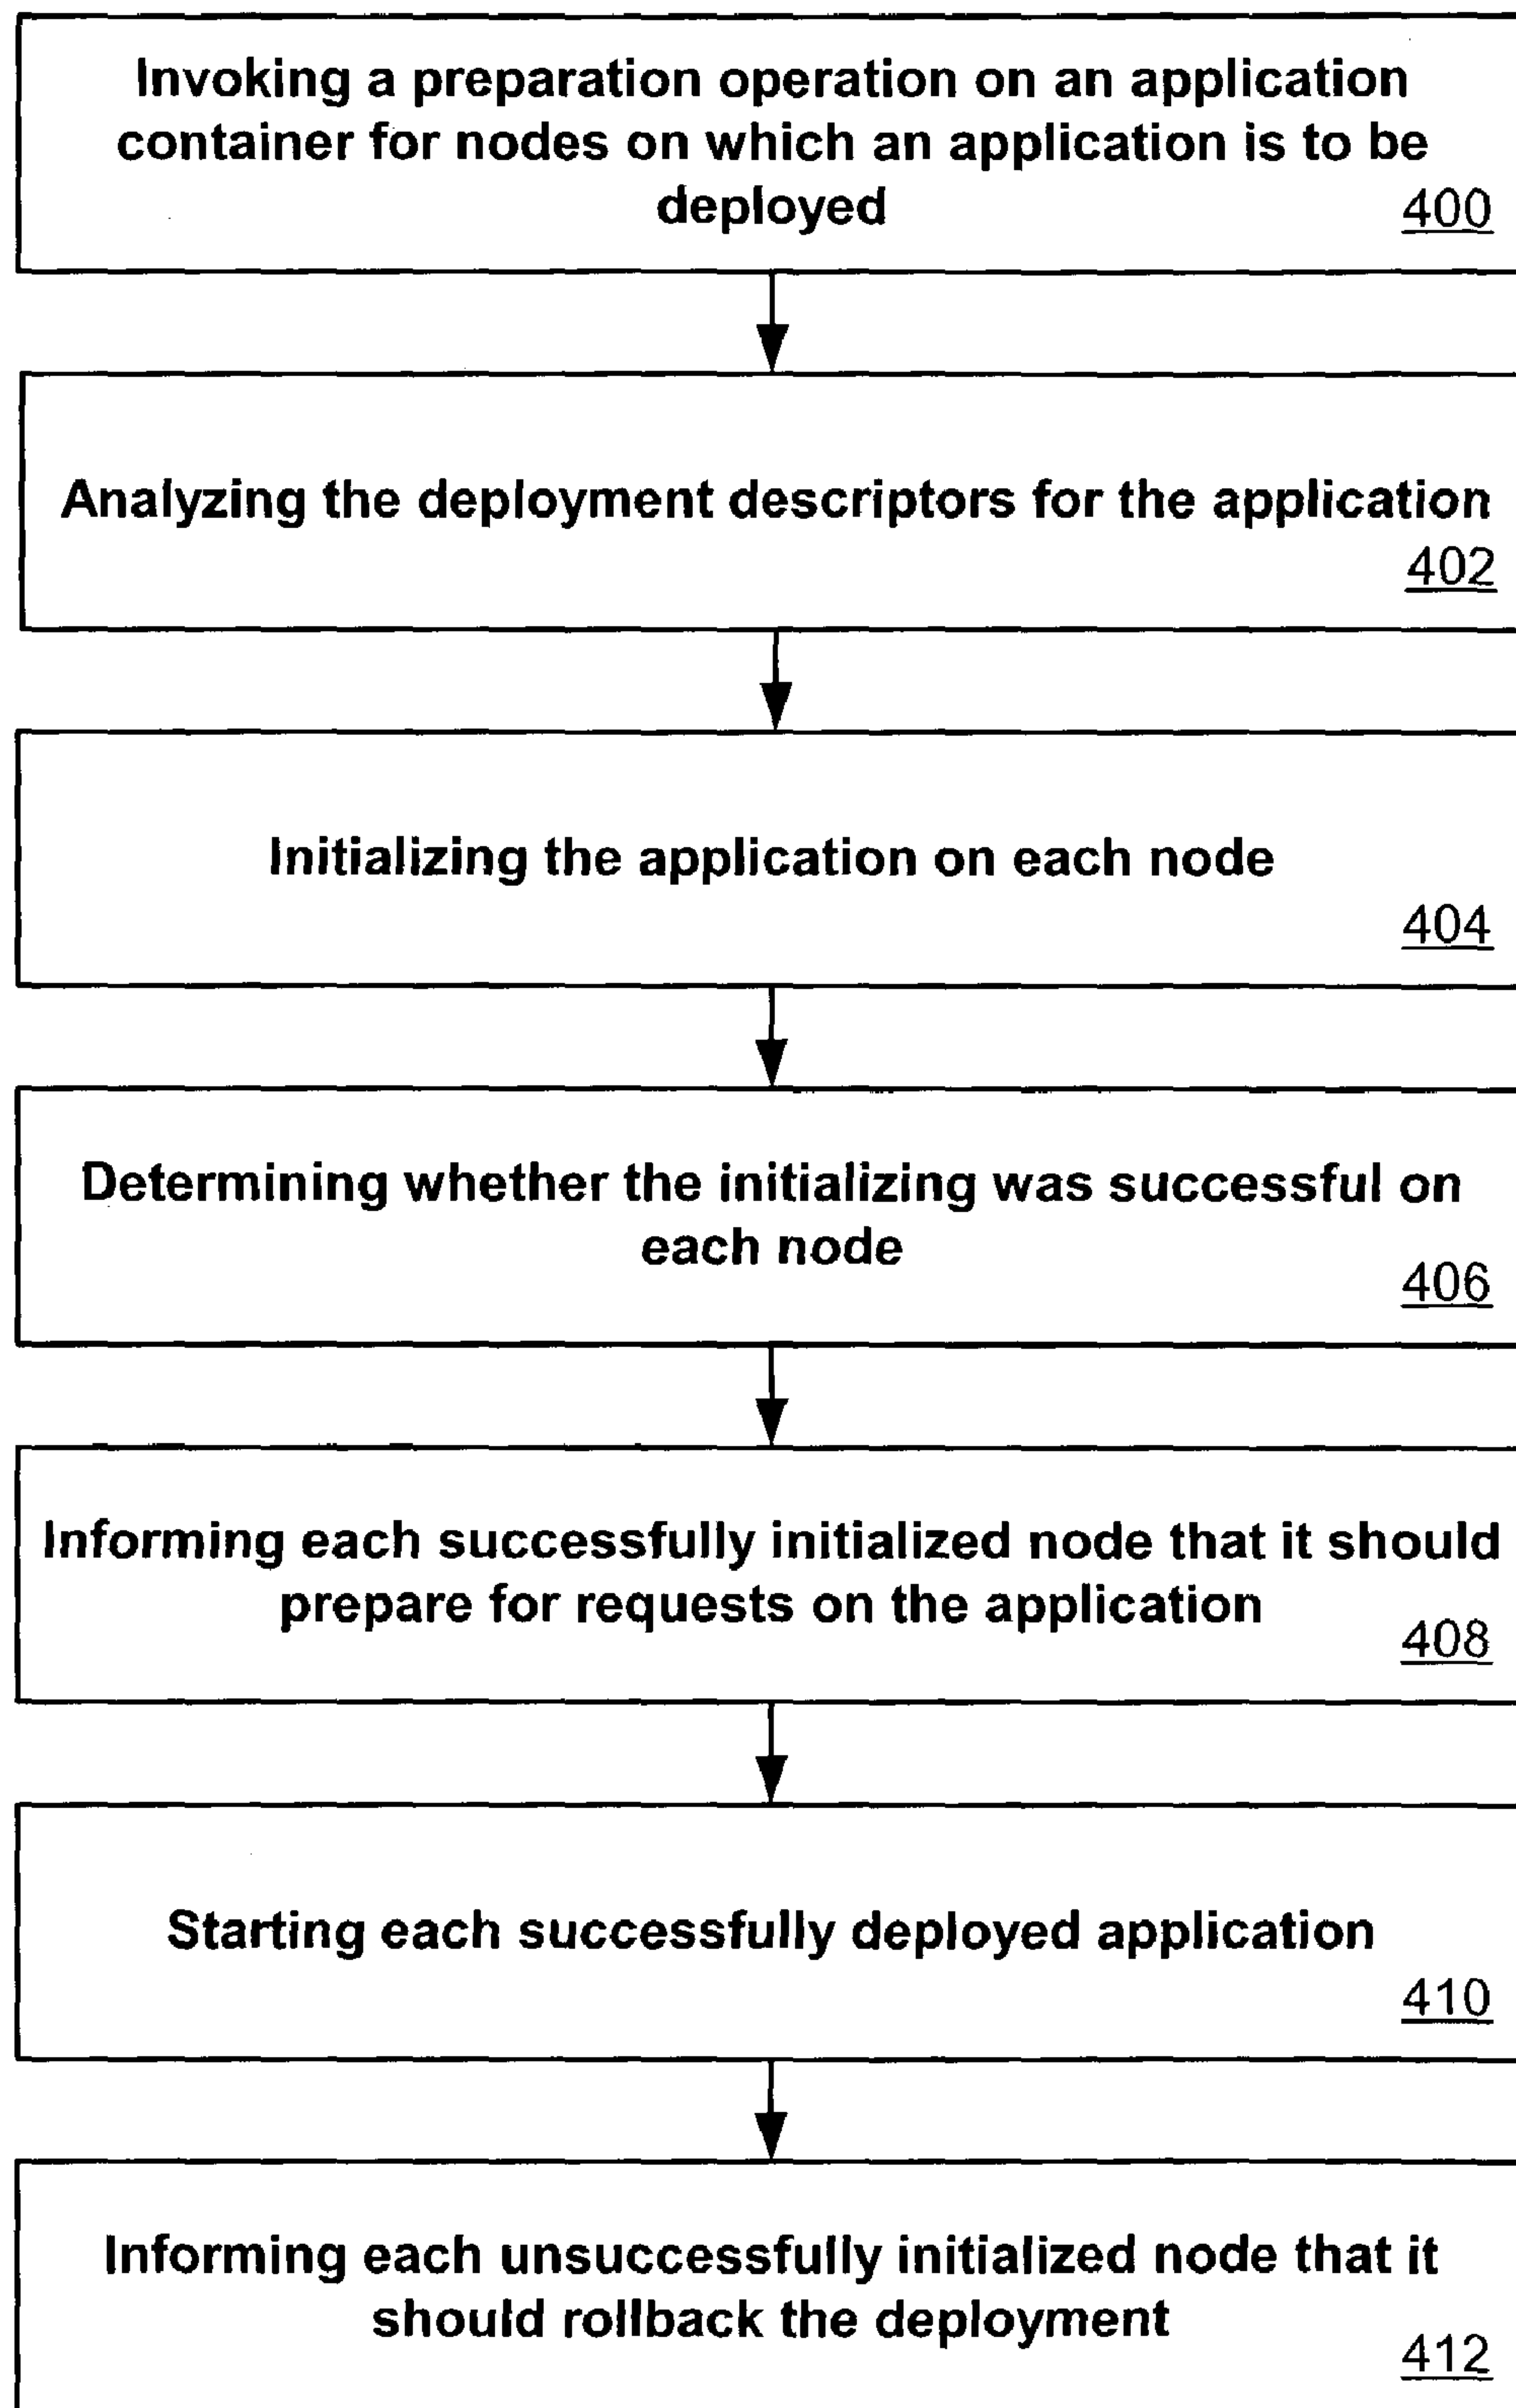 Invoking a preparation operation on an application
container for nodes on which an application is to be
deployed
400
Analyzing the deployment descriptors for the application
402
Initializing the application on each node
404
Determining whether the initializing was successful on
each node
406
Informing each successfully initialized node that it should
prepare for requests on the application
408
Starting each successfully deployed application
410
Informing each unsuccessfully initialized node that it
should rollback the deployment
412